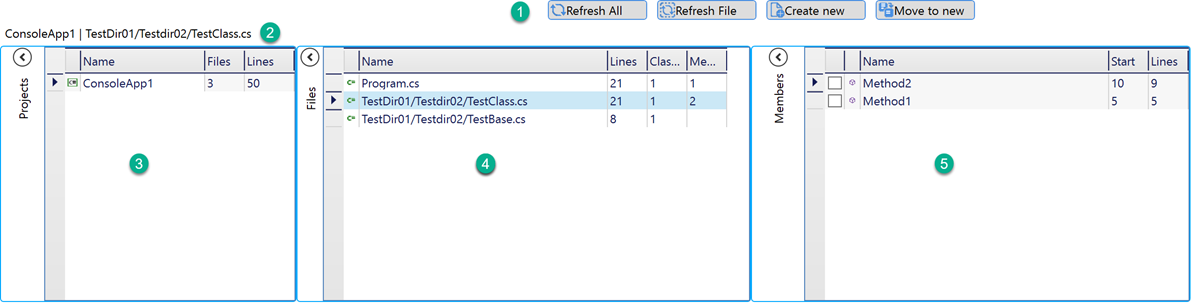 1 Refresh All Refresh File Create new Move to new
ConsoleApp1 | TestDir01/Testdir02/TestClass.cs 2
Projects
Name Files Lines
ConsoleApp1 3 50
3
Files
Name Lines Clas... Me...
C# Program.cs 21 1 1
C# TestDir01/Testdir02/TestClass.cs 21 1 2
C# TestDir01/Testdir02/TestBase.cs 8 1
4
Members
Name Start Lines
Method2 10 9
Method1 5 5
5